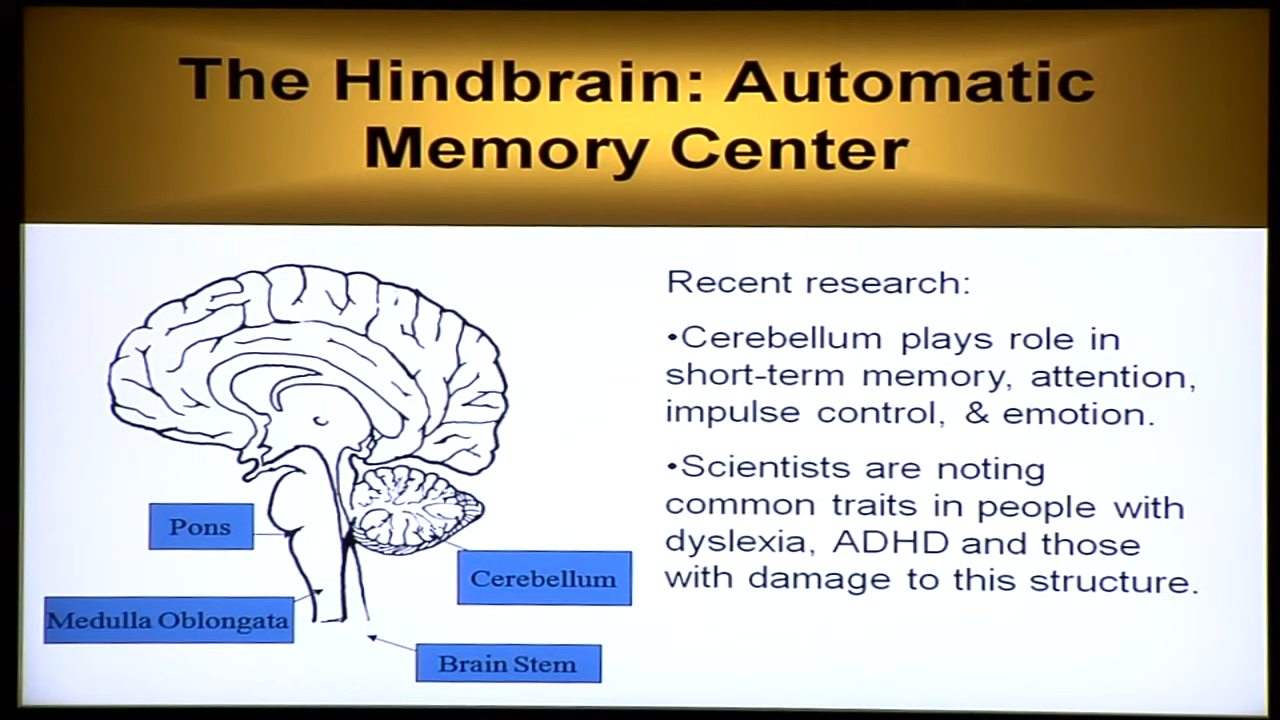 The Hindbrain: Automatic
Memory Center
Recent research:
•Cerebellum plays role in
short-term memory, attention,
impulse control, & emotion.
•Scientists are noting
common traits in people with
dyslexia, ADHD and those
with damage to this structure.
Pons
Cerebellum
Medulla Oblongata
Brain Stem